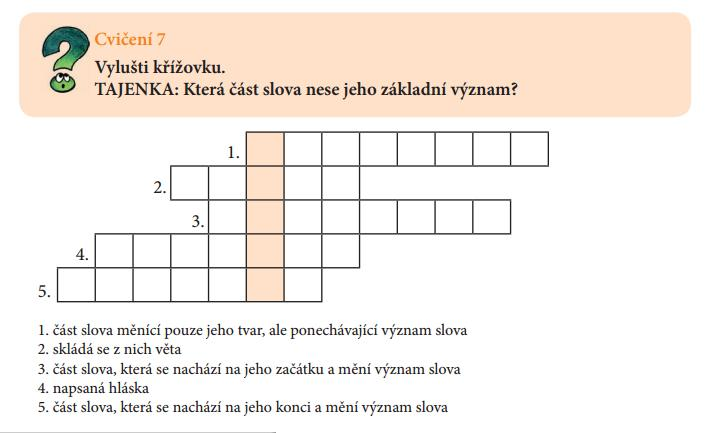 Cvičení 7
Vylušti křížovku.
TAJENKA: Která část slova nese jeho základní význam?
1.
2.
3.
4.
5.
1. část slova měnící pouze jeho tvar, ale ponechávající význam slova
2. skládá se z nich věta
3. část slova, která se nachází na jeho začátku a mění význam slova
4. napsaná hláska
5. část slova, která se nachází na jeho konci a mění význam slova